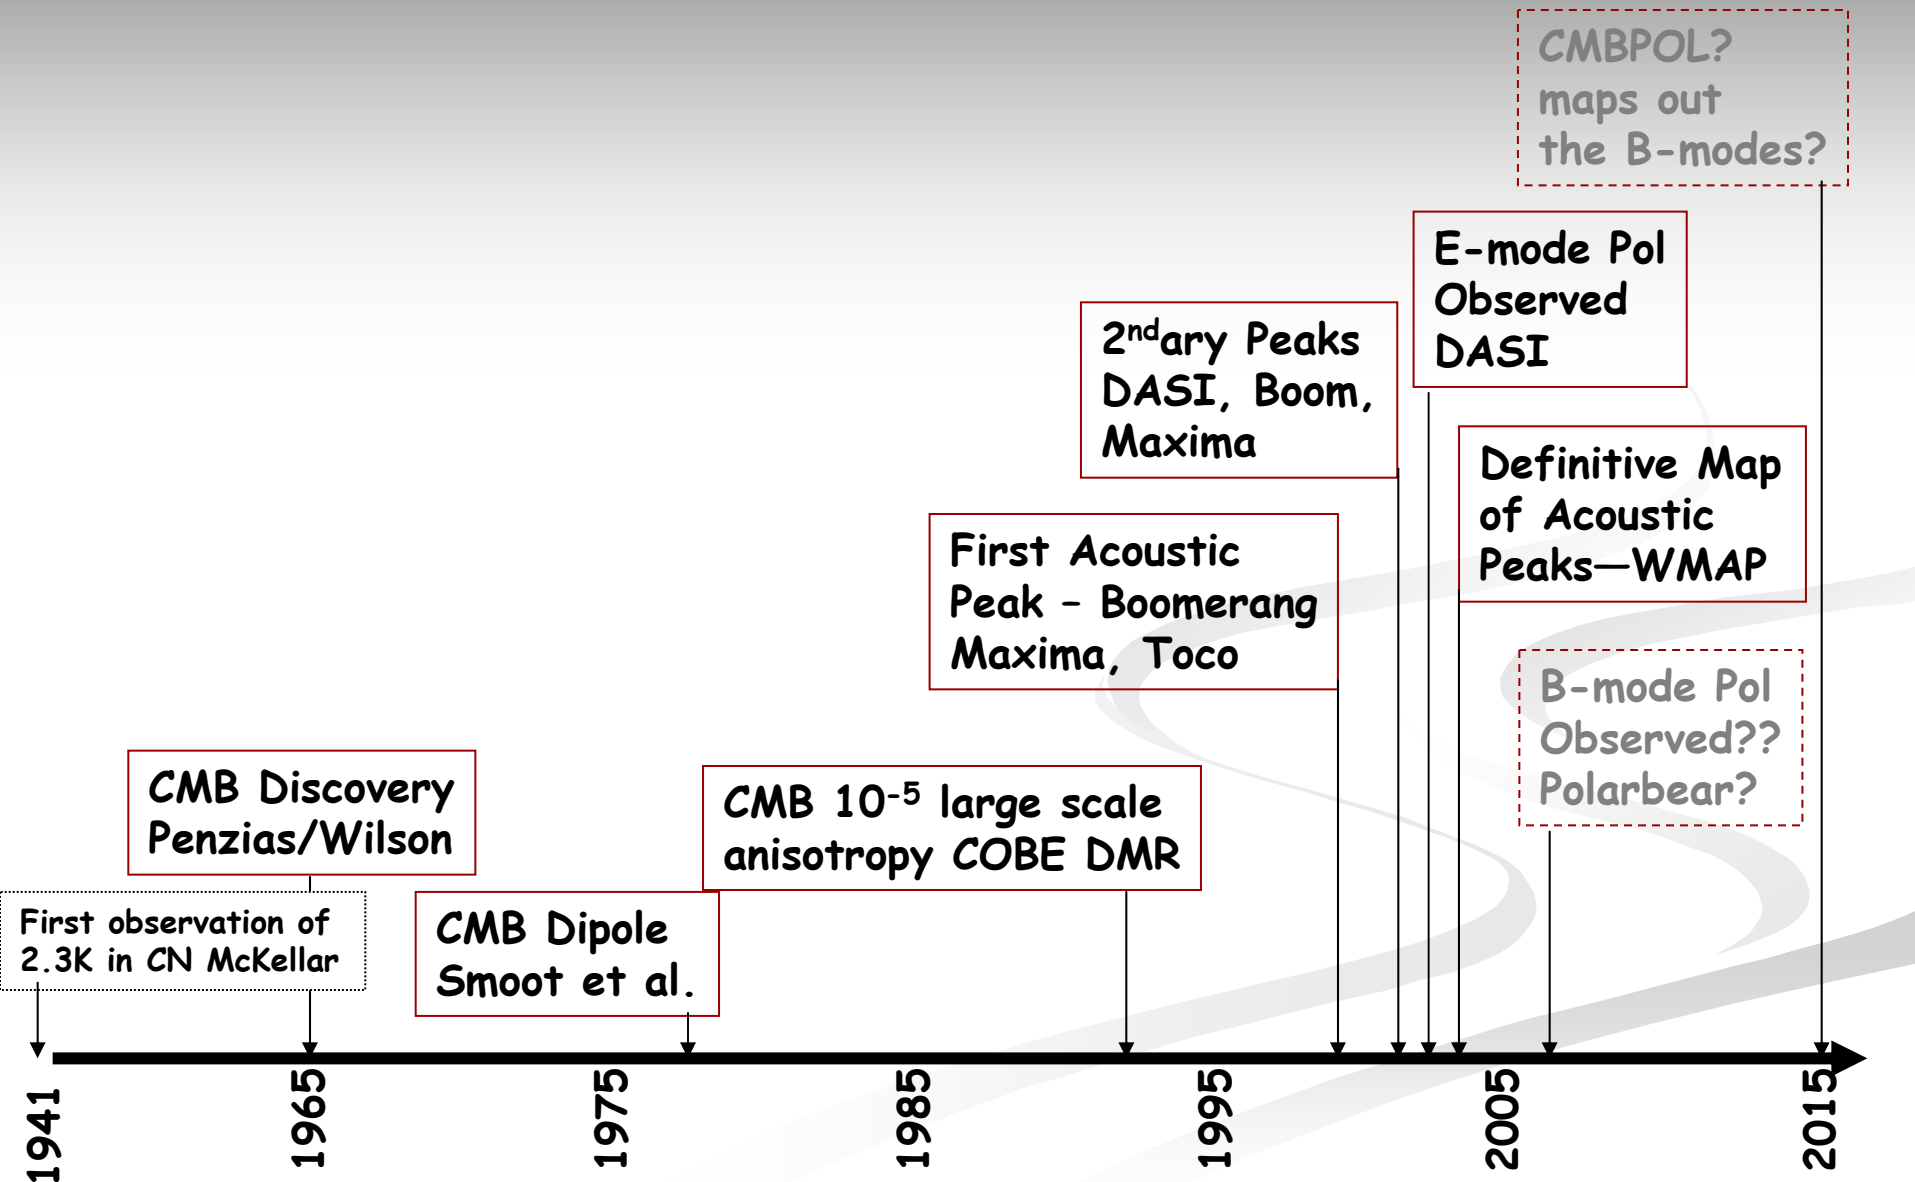 CMBPOL?
maps out
the B-modes?
E-mode Pol
Observed
DASI
2ndary Peaks
DASI, Boom,
Maxima
Definitive Map
of Acoustic
Peaks—WMAP
First Acoustic
Peak – Boomerang
Maxima, Toco
B-mode Pol
Observed??
Polarbear?
CMB Discovery
Penzias/Wilson
CMB 10-5 large scale
anisotropy COBE DMR
First observation of
2.3K in CN McKellar
CMB Dipole
Smoot et al.
1941
1965
1975
1985
1995
2005
2015